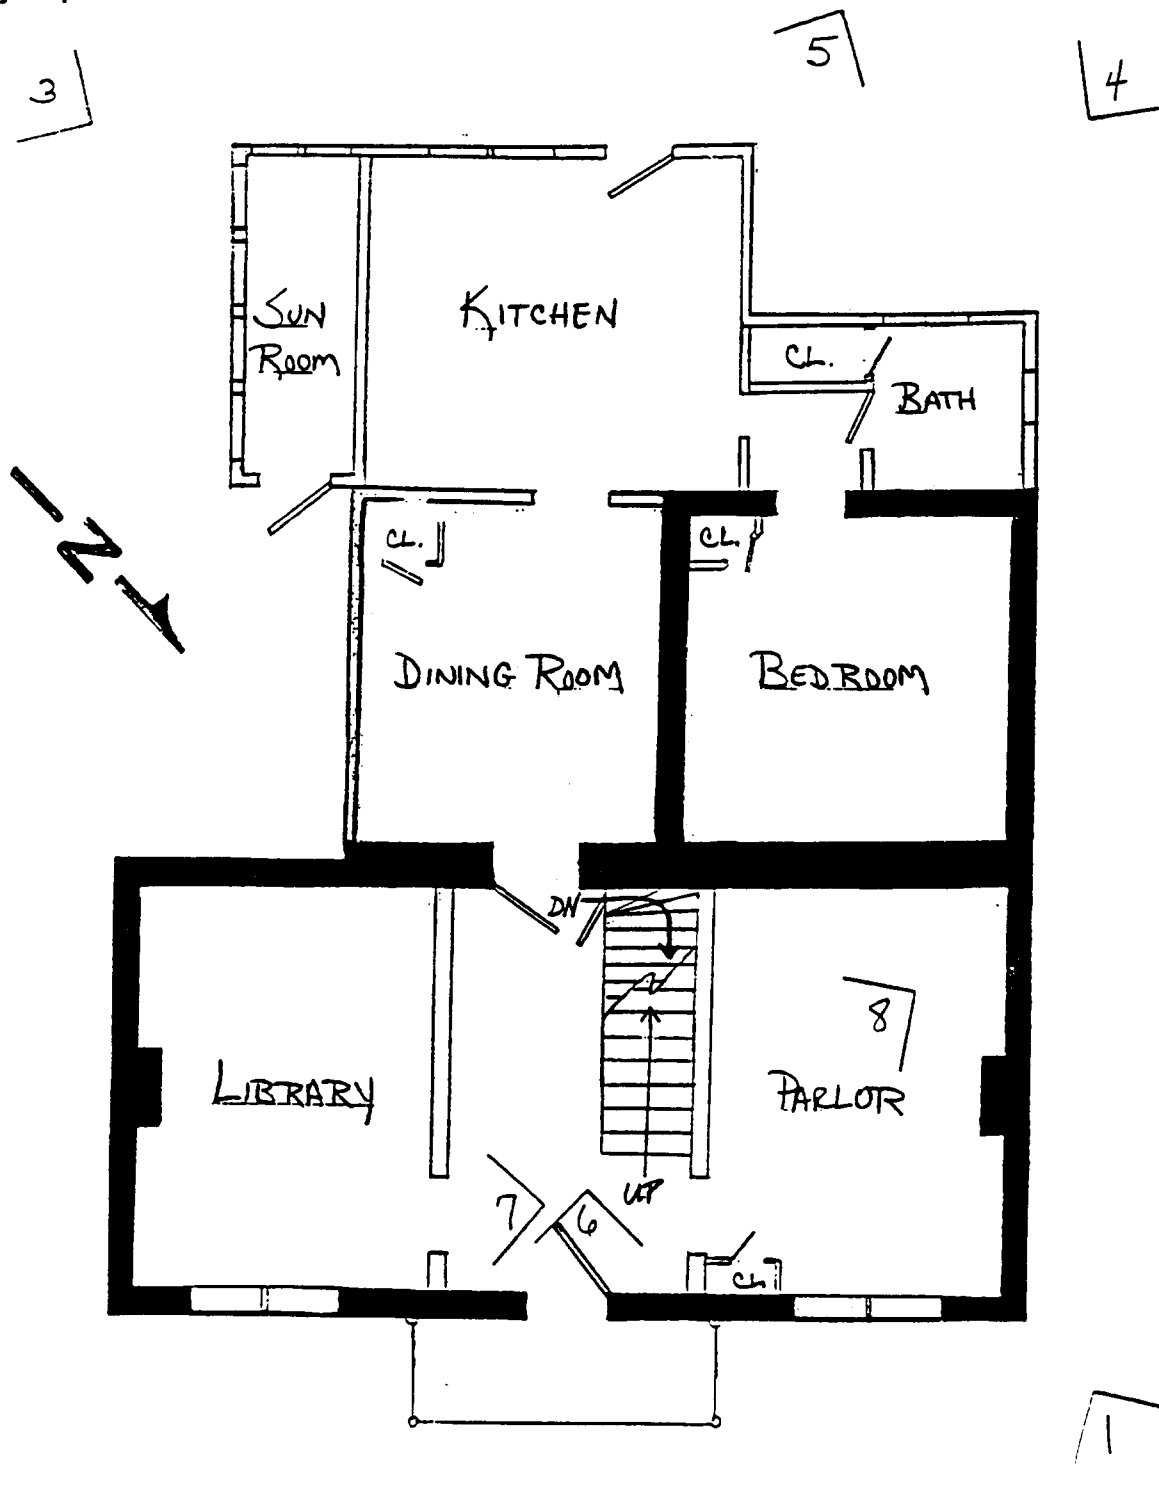 5
3
4
SUN
ROOM
KITCHEN
CL.
BATH
N
CL.
CL.
DINING ROOM
BEDROOM
DN
8
LIBRARY
PARLOR
UP
7
6
CL.
1